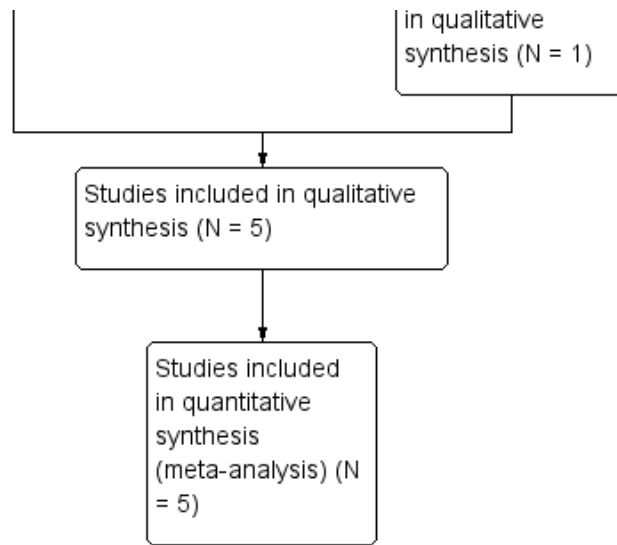 in qualitative
synthesis (N = 1)
Studies included in qualitative
synthesis (N = 5)
Studies included
in quantitative
synthesis
(meta-analysis) (N
= 5)